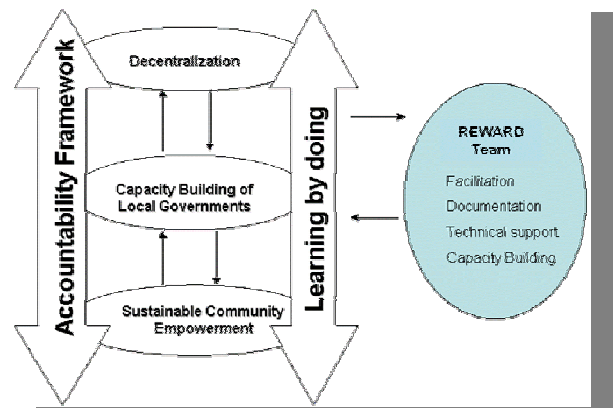 Accountability Framework
Decentralization
Capacity Building of
Local Governments
Sustainable Community
Empowerment
Learning by doing
REWARD
Team
Facilitation
Documentation
Technical support
Capacity Building